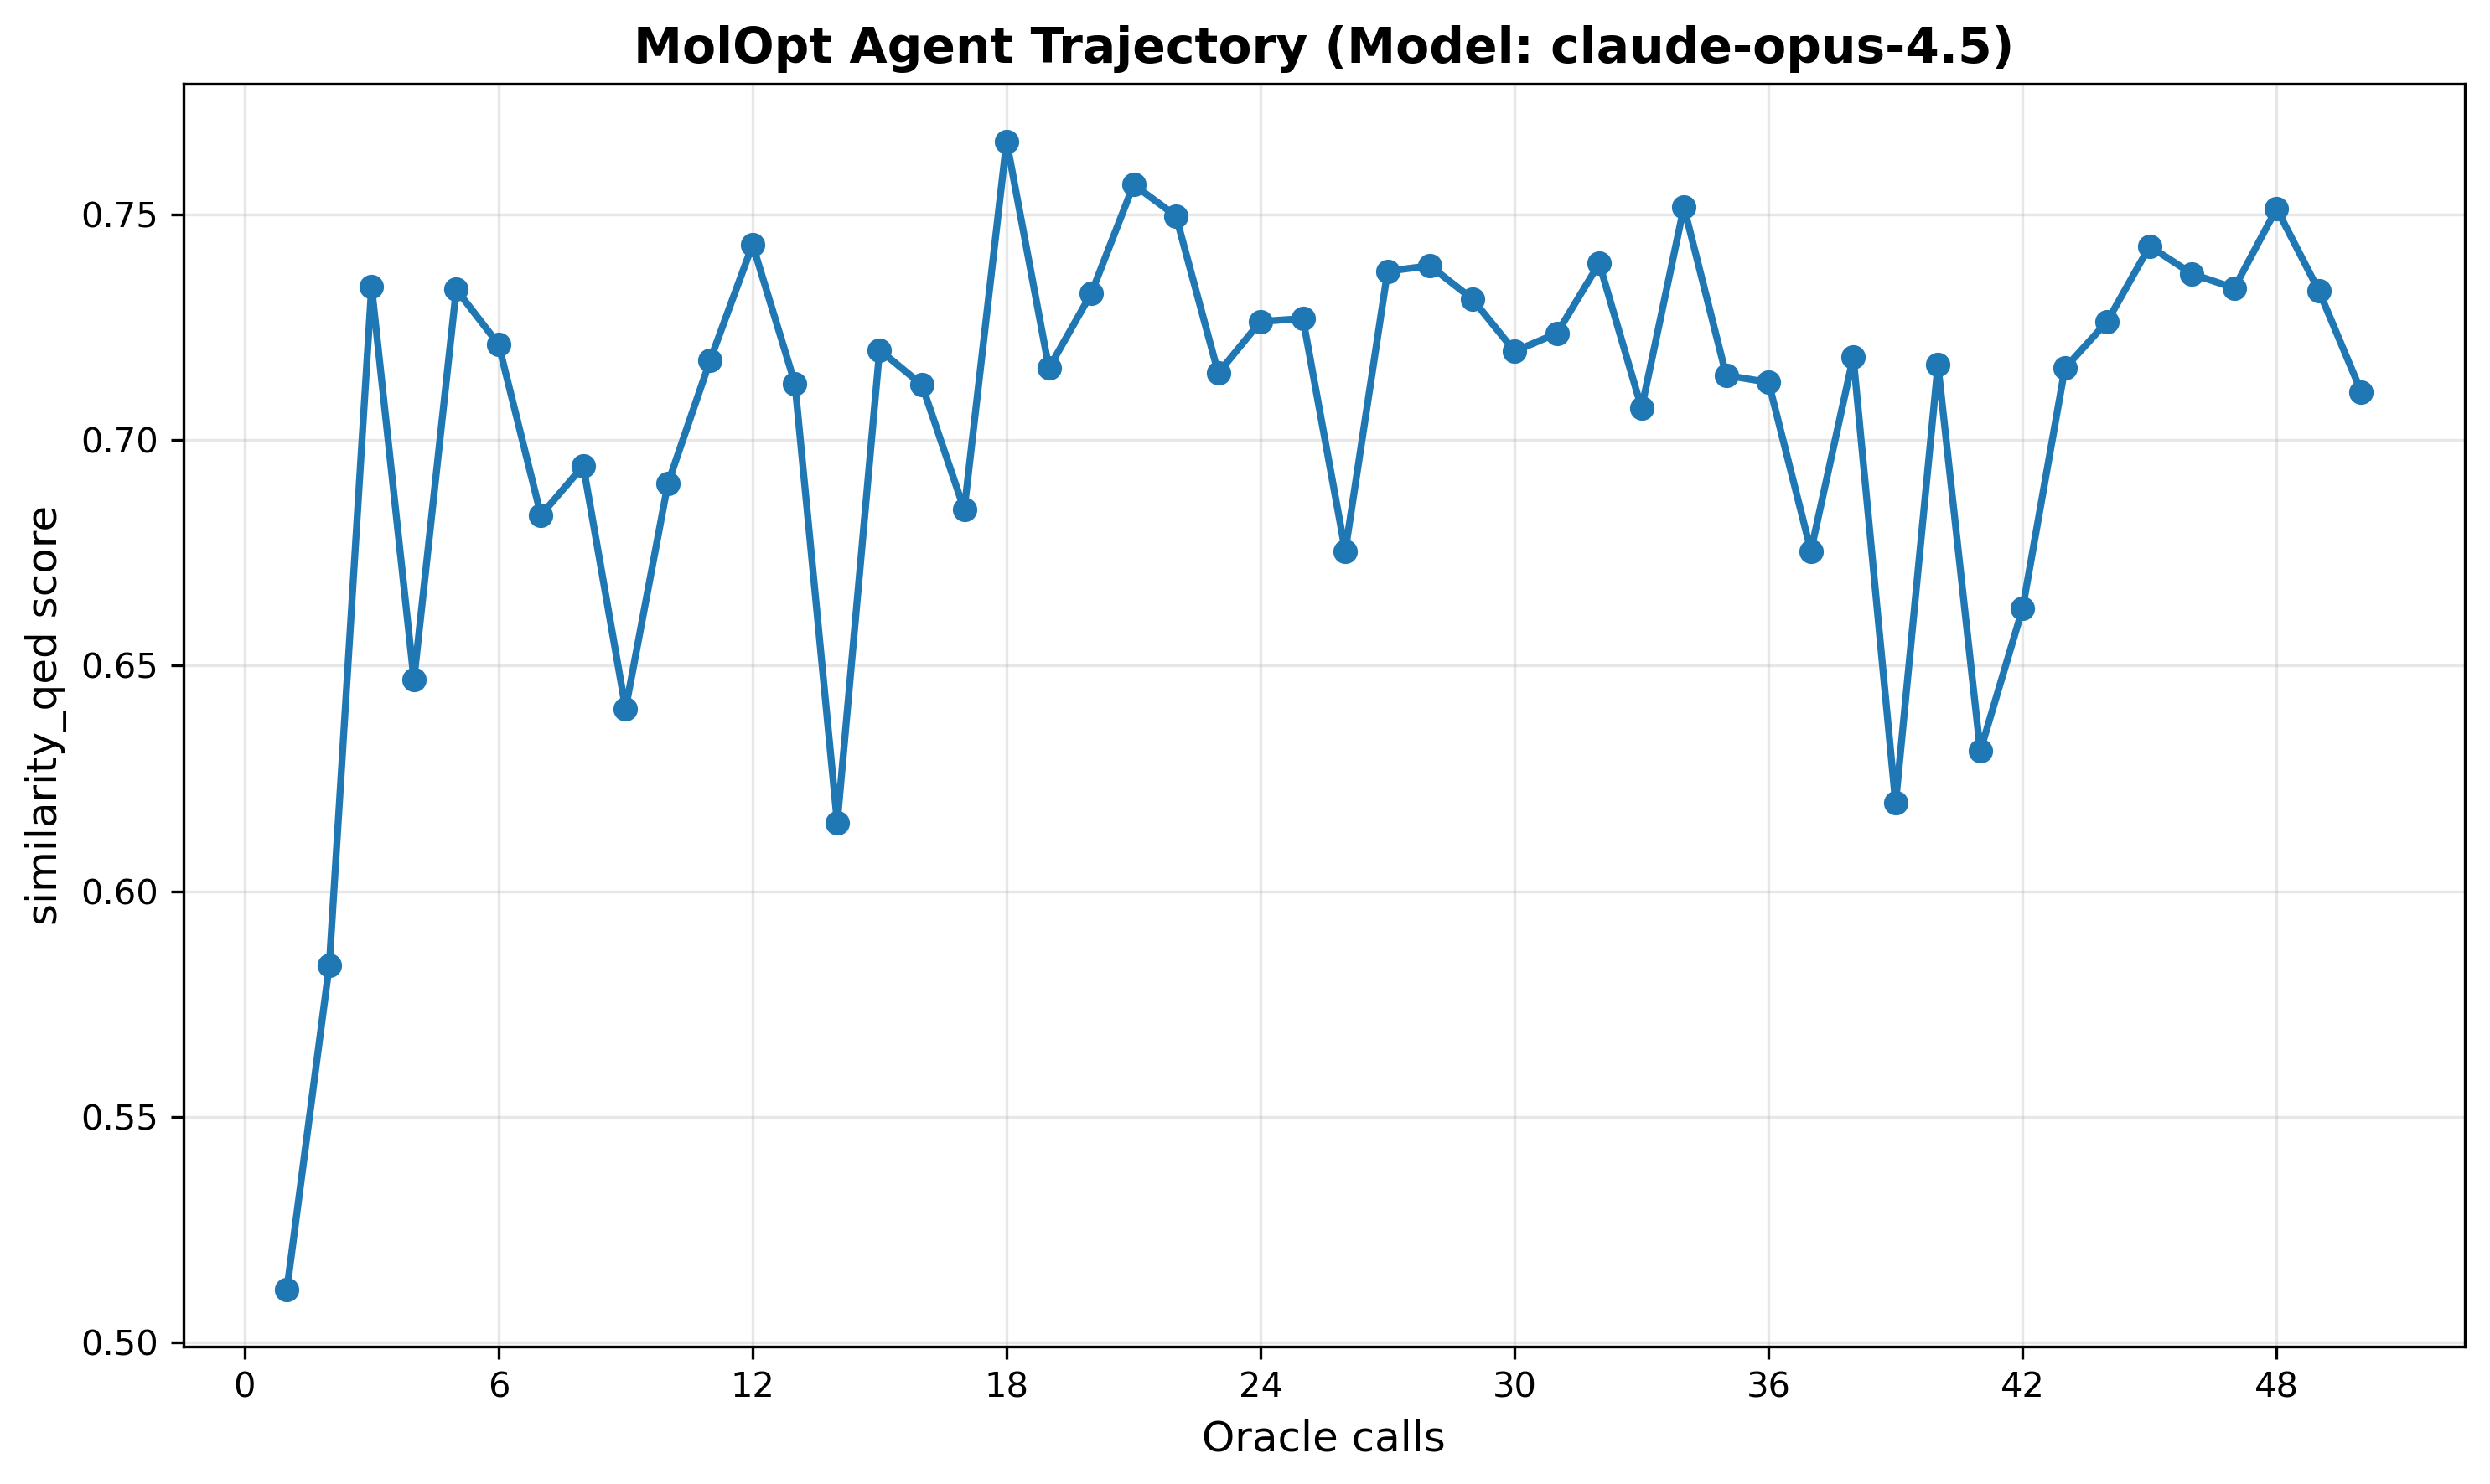 MolOpt Agent Trajectory (Model: claude-opus-4.5)
similarity_qed score
0.75
0.70
0.65
0.60
0.55
0.50
0 6 12 18 24 30 36 42 48
Oracle calls